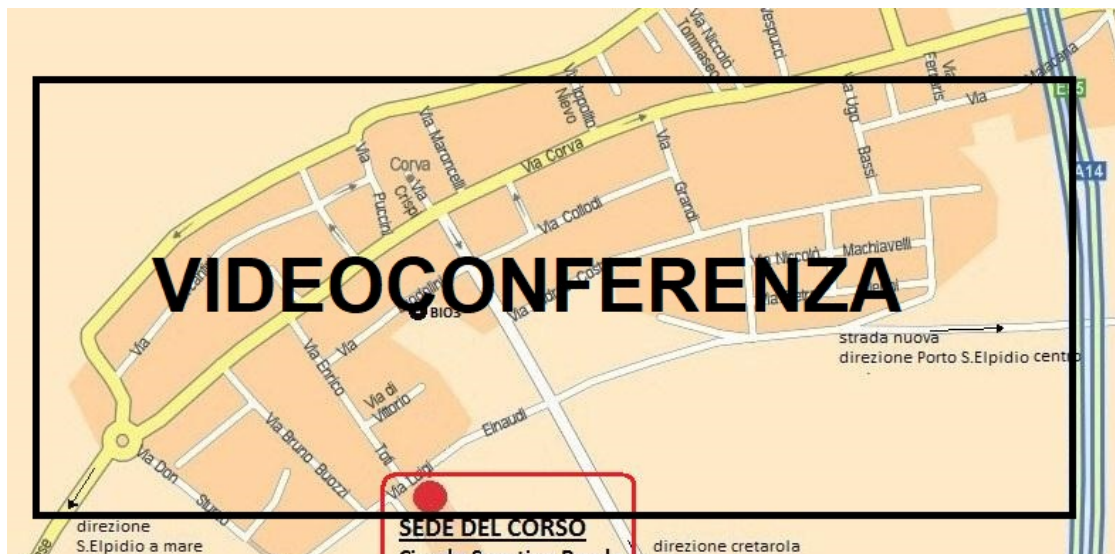 Via Niccolò
Tommaseo
Vespucci
Via
Ferraris
Via
E55
Via Ippolito
Nievo
Via Maroncelli
Via Ugo
Bassi
A14
Via
Puccini
Corva
Via
Crispi
Via Corva
Via
Grandi
Via Collodi
Via Niccolò
Machiavelli
VIDEOCONFERENZA
BIO3
Via
Via
Via Enrico
Toti
strada nuova
direzione Porto S.Elpidio centro
Via di
Vittorio
Via Bruno Buozzi
Einaudi
Via Luigi
Via Don
Sturzo
direzione
S.Elpidio a mare
SEDE DEL CORSO
direzione cretarola